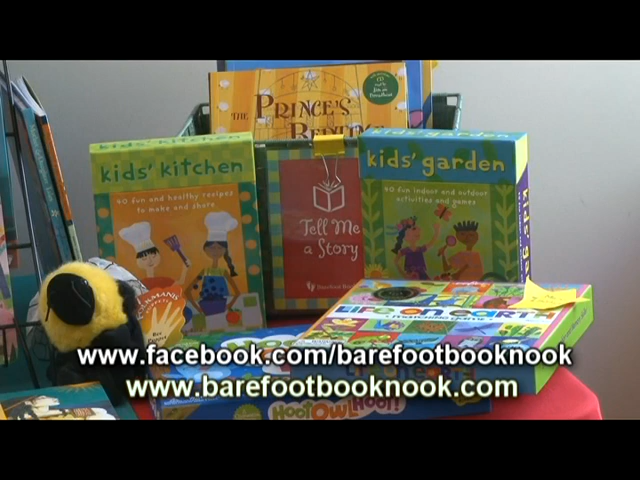 THE PRINCE'S
kids' kitchen
40 fun and healthy recipes
to make and share
Tell Me
a Story
kids' garden
40 fun indoor and outdoor
activities and games
LIFE ON EARTH
FOLKMANIS
www.facebook.com/barefootbooknook
www.barefootbooknook.com
HOOT OWL HOOT!